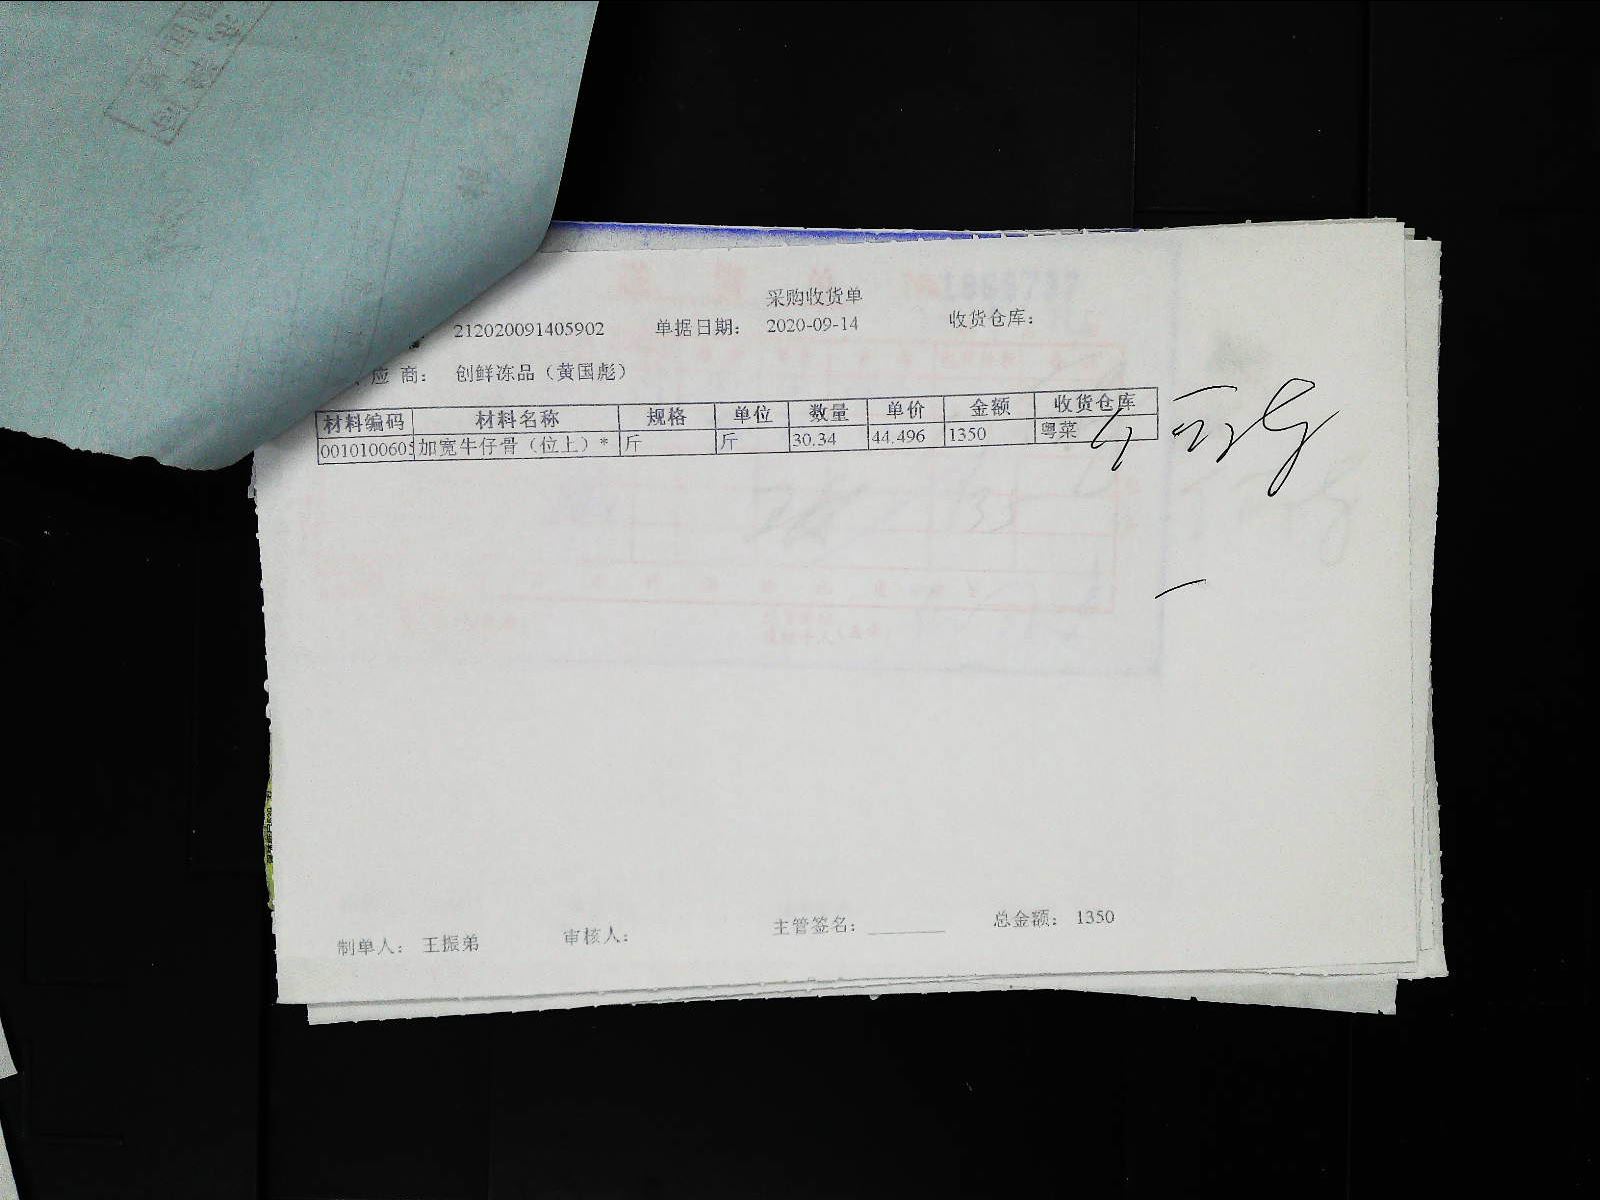 采购收货单
212020091405902 单据日期: 2020-09-14 收货仓库:
应 商: 创鲜冻品（黄国彪）
材料编码 材料名称 规格 单位 数量 单价 金额 收货仓库
0010100605 加宽牛仔骨（位上）* 斤 斤 30.34 44.496 1350 粤菜
制单人: 王振弟 审核人: 主管签名: ________ 总金额: 1350